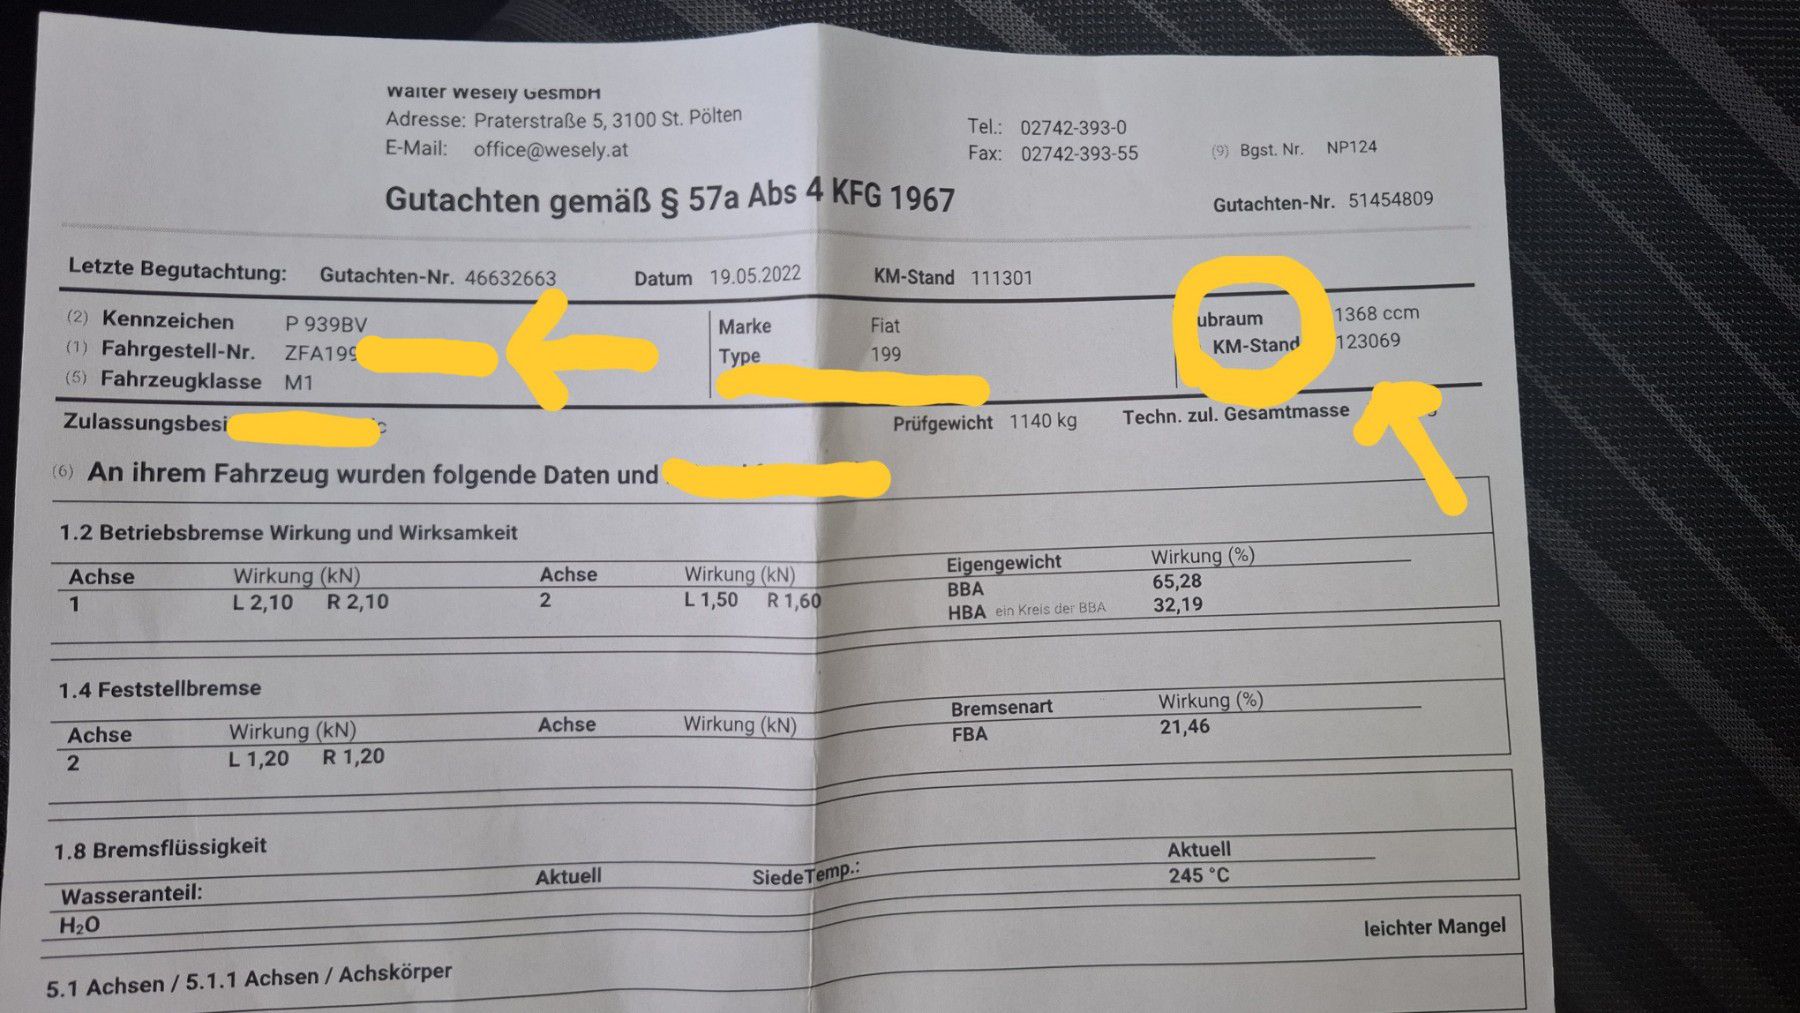 Walter Wesely GesmbH
Adresse: Praterstraße 5, 3100 St. Pölten
E-Mail: office@wesely.at
Tel.: 02742-393-0
Fax: 02742-393-55
(9) Bgst. Nr. NP124
Gutachten gemäß § 57a Abs 4 KFG 1967
Gutachten-Nr. 51454809
Letzte Begutachtung: Gutachten-Nr. 46632663 Datum 19.05.2022 KM-Stand 111301
(2) Kennzeichen P 939BV
(1) Fahrgestell-Nr. ZFA199
(5) Fahrzeugklasse M1
Marke Fiat
Type 199
ubraum 1368 ccm
KM-Stand 123069
Zulassungsbesi
Prüfgewicht 1140 kg Techn. zul. Gesamtmasse
(6) An ihrem Fahrzeug wurden folgende Daten und
1.2 Betriebsbremse Wirkung und Wirksamkeit
Achse Wirkung (kN) Achse Wirkung (kN) Eigengewicht Wirkung (%)
1 L 2,10 R 2,10 2 L 1,50 R 1,60 BBA 65,28
HBA ein Kreis der BBA 32,19
1.4 Feststellbremse
Achse Wirkung (kN) Achse Wirkung (kN) Bremsenart Wirkung (%)
2 L 1,20 R 1,20 FBA 21,46
1.8 Bremsflüssigkeit
Wasseranteil: Aktuell SiedeTemp.: Aktuell
H₂O 245 °C
leichter Mangel
5.1 Achsen / 5.1.1 Achsen / Achskörper